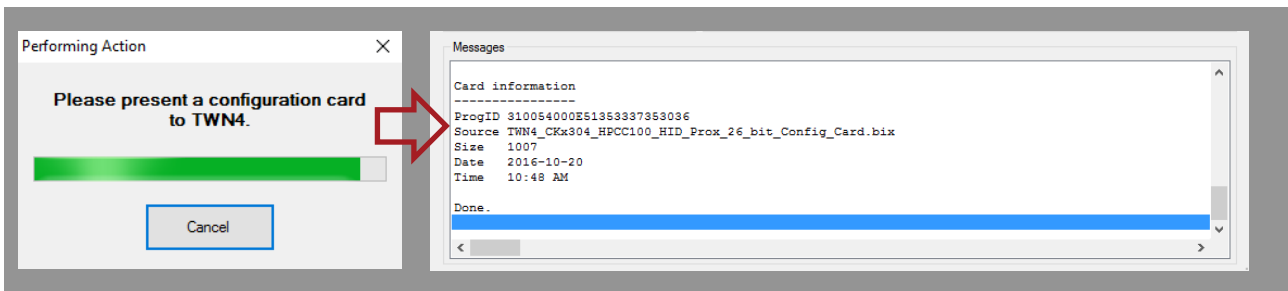 Performing Action
Please present a configuration card
to TWN4.
Cancel
Messages
Card information
----------------
ProgID 310054000E51353337353036
Source TWN4_CKx304_HPCC100_HID_Prox_26_bit_Config_Card.bix
Size 1007
Date 2016-10-20
Time 10:48 AM
Done.